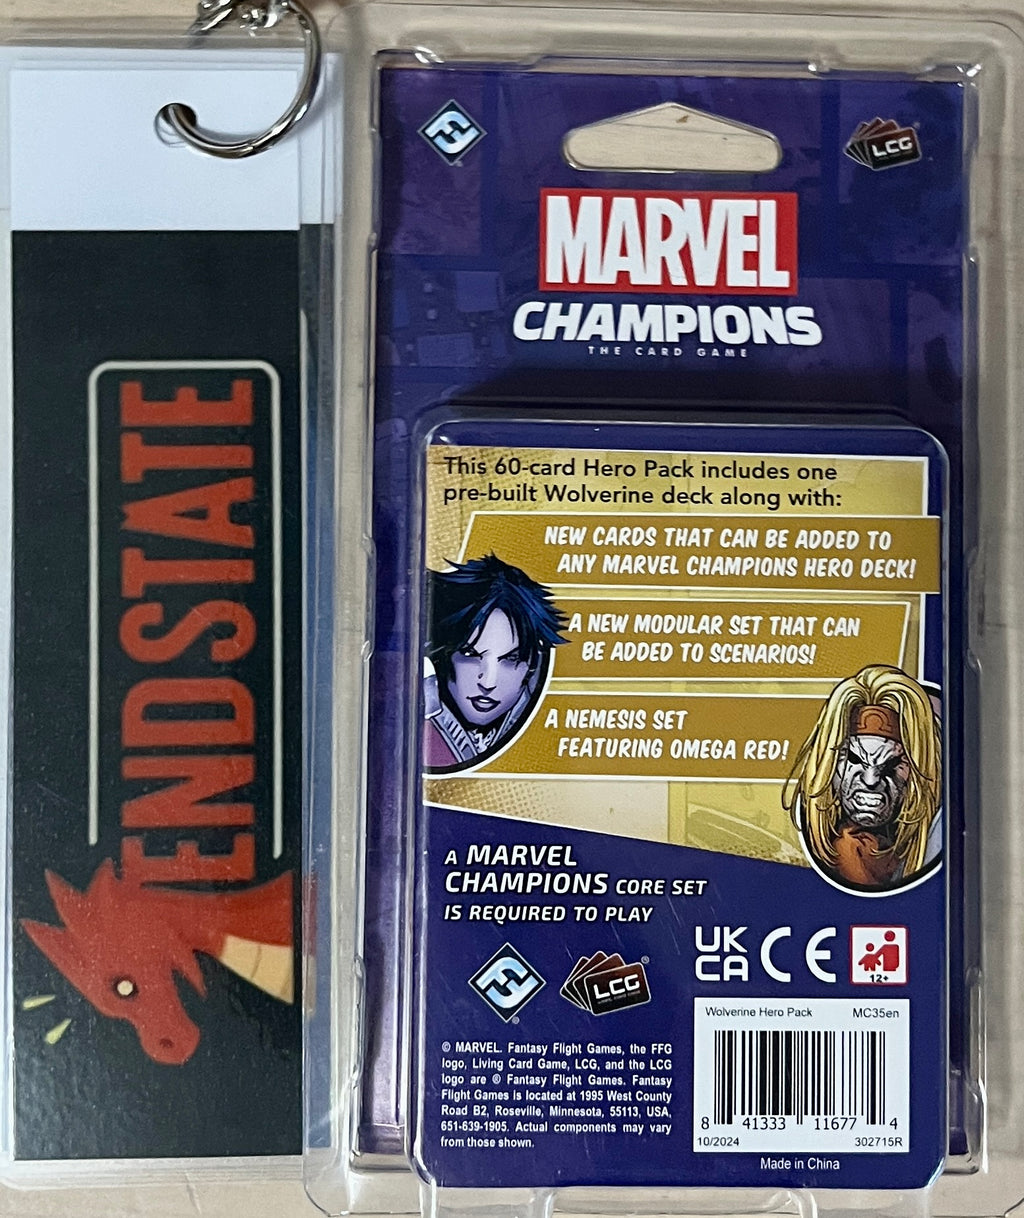 ENDSTATE
LCG
MARVEL
CHAMPIONS
THE CARD GAME
This 60-card Hero Pack includes one
pre-built Wolverine deck along with:
NEW CARDS THAT CAN BE ADDED TO
ANY MARVEL CHAMPIONS HERO DECK!
A NEW MODULAR SET THAT CAN
BE ADDED TO SCENARIOS!
A NEMESIS SET
FEATURING OMEGA RED!
A MARVEL
CHAMPIONS CORE SET
IS REQUIRED TO PLAY
LCG
UK
CA
CE
12+
© MARVEL. Fantasy Flight Games, the FFG
logo, Living Card Game, LCG, and the LCG
logo are ® Fantasy Flight Games. Fantasy
Flight Games is located at 1995 West County
Road B2, Roseville, Minnesota, 55113, USA,
651-639-1905. Actual components may vary
from those shown.
Wolverine Hero Pack MC35en
8 41333 11677 4
10/2024 302715R
Made in China